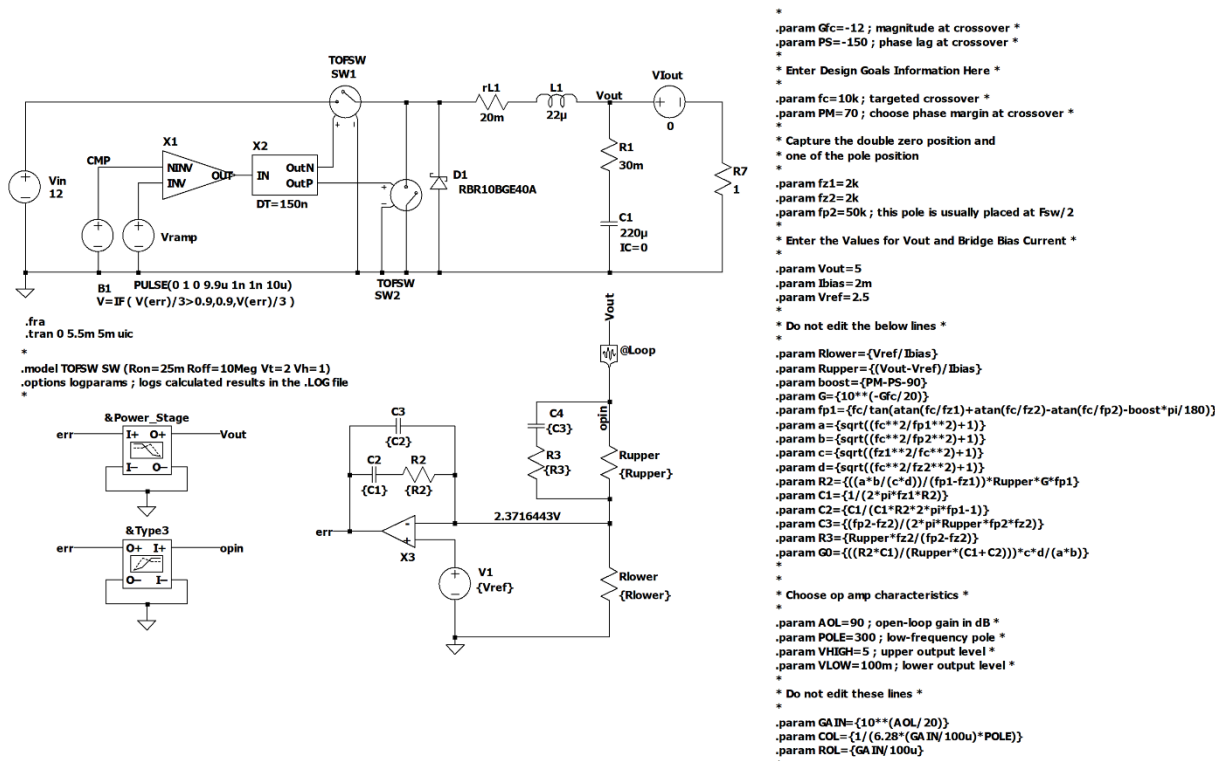 TOFSW
SW1
rL1
20m
L1
22µ
Vout
VIout
0
R1
30m
R7
1
C1
220µ
IC=0
D1
RBR10BGE40A
X1
CMP
NINV
INV
OUT
X2
IN
OutN
OutP
DT=150n
Vin
12
Vramp
B1
PULSE(0 1 0 9.9u 1n 1n 10u)
V=IF ( V(err)/3>0.9,0.9,V(err)/3 )
TOFSW
SW2
.fra
.tran 0 5.5m 5m uic
*
.model TOFSW SW (Ron=25m Roff=10Meg Vt=2 Vh=1)
.options logparams ; logs calculated results in the .LOG file
*
&Power_Stage
err
I+ O+
I- O-
Vout
&Type3
err
O+ I+
O- I-
opin
Vout
@Loop
opin
C3
{C2}
C2
{C1}
R2
{R2}
C4
{C3}
R3
{R3}
Rupper
{Rupper}
2.3716443V
err
X3
V1
{Vref}
Rlower
{Rlower}
*
.param Gfc=-12 ; magnitude at crossover *
.param PS=-150 ; phase lag at crossover *
*
* Enter Design Goals Information Here *
*
.param fc=10k ; targeted crossover *
.param PM=70 ; choose phase margin at crossover *
*
* Capture the double zero position and
* one of the pole position
*
.param fz1=2k
.param fz2=2k
.param fp2=50k ; this pole is usually placed at Fsw/2
*
* Enter the Values for Vout and Bridge Bias Current *
*
.param Vout=5
.param Ibias=2m
.param Vref=2.5
*
* Do not edit the below lines *
*
.param Rlower={Vref/Ibias}
.param Rupper={(Vout-Vref)/Ibias}
.param boost={PM-PS-90}
.param G={10**(-Gfc/20)}
.param fp1={fc/tan(atan(fc/fz1)+atan(fc/fz2)-atan(fc/fp2)-boost*pi/180)}
.param a={sqrt((fc**2/fp1**2)+1)}
.param b={sqrt((fc**2/fp2**2)+1)}
.param c={sqrt((fz1**2/fc**2)+1)}
.param d={sqrt((fc**2/fz2**2)+1)}
.param R2={((a*b/(c*d))/(fp1-fz1))*Rupper*G*fp1}
.param C1={1/(2*pi*fz1*R2)}
.param C2={C1/(C1*R2*2*pi*fp1-1)}
.param C3={(fp2-fz2)/(2*pi*Rupper*fp2*fz2)}
.param R3={Rupper*fz2/(fp2-fz2)}
.param G0={((R2*C1)/(Rupper*(C1+C2)))*c*d/(a*b)}
*
*
* Choose op amp characteristics *
*
.param AOL=90 ; open-loop gain in dB *
.param POLE=300 ; low-frequency pole *
.param VHIGH=5 ; upper output level *
.param VLOW=100m ; lower output level *
*
* Do not edit these lines *
*
.param GAIN={10**(AOL/20)}
.param COL={1/(6.28*(GAIN/100u)*POLE)}
.param ROL={GAIN/100u}